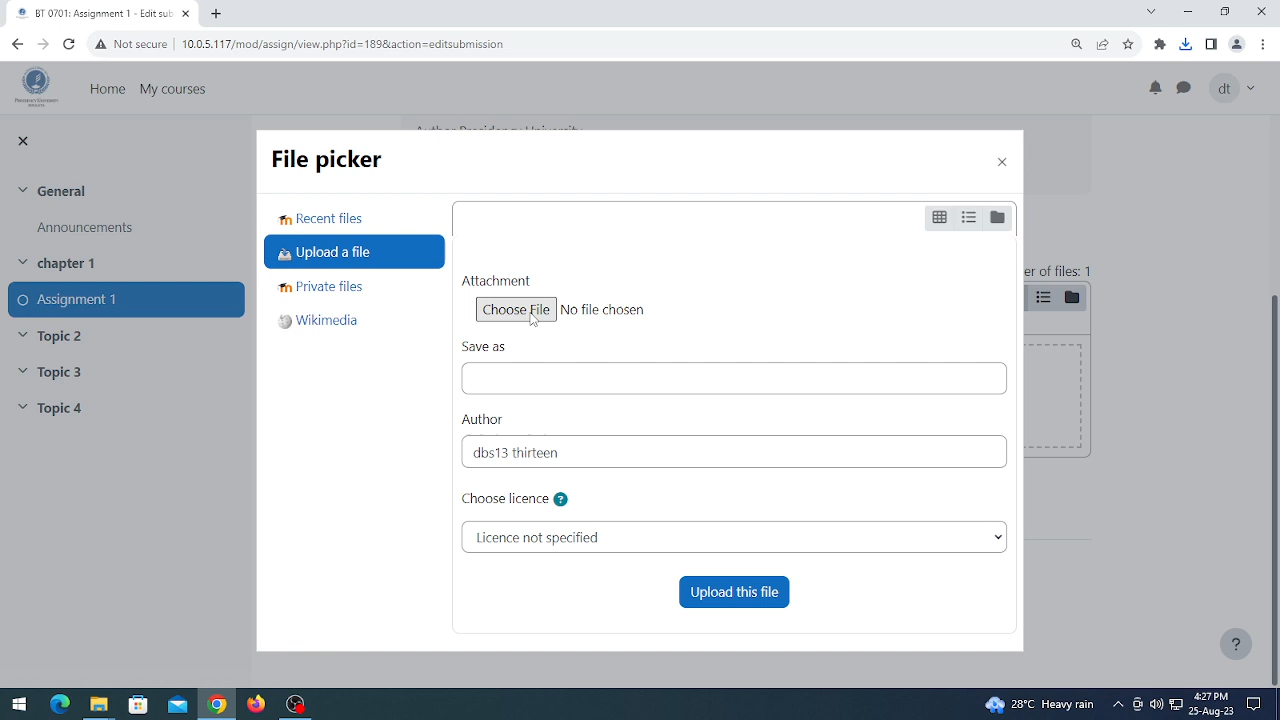 BT 0701: Assignment 1 - Edit sub
Not secure | 10.0.5.117/mod/assign/view.php?id=189&action=editsubmission
Home My courses
dt
General
Announcements
chapter 1
Assignment 1
Topic 2
Topic 3
Topic 4
Author Presidency University
File picker
Recent files
Upload a file
Private files
Wikimedia
er of files: 1
Attachment
Choose File No file chosen
Save as
Author
dbs13 thirteen
Choose licence ?
Licence not specified
Upload this file
?
28°C Heavy rain
4:27 PM
25-Aug-23